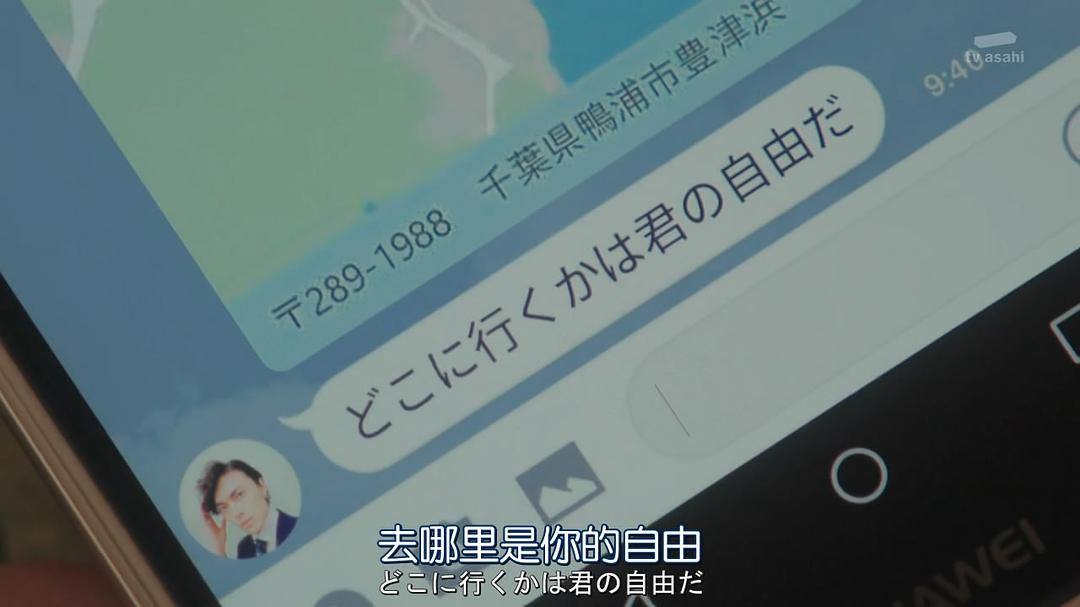 tv asahi
〒289-1988 千葉県鴨浦市豊津浜
9:40
どこに行くかは君の自由だ
去哪里是你的自由
どこに行くかは君の自由だ